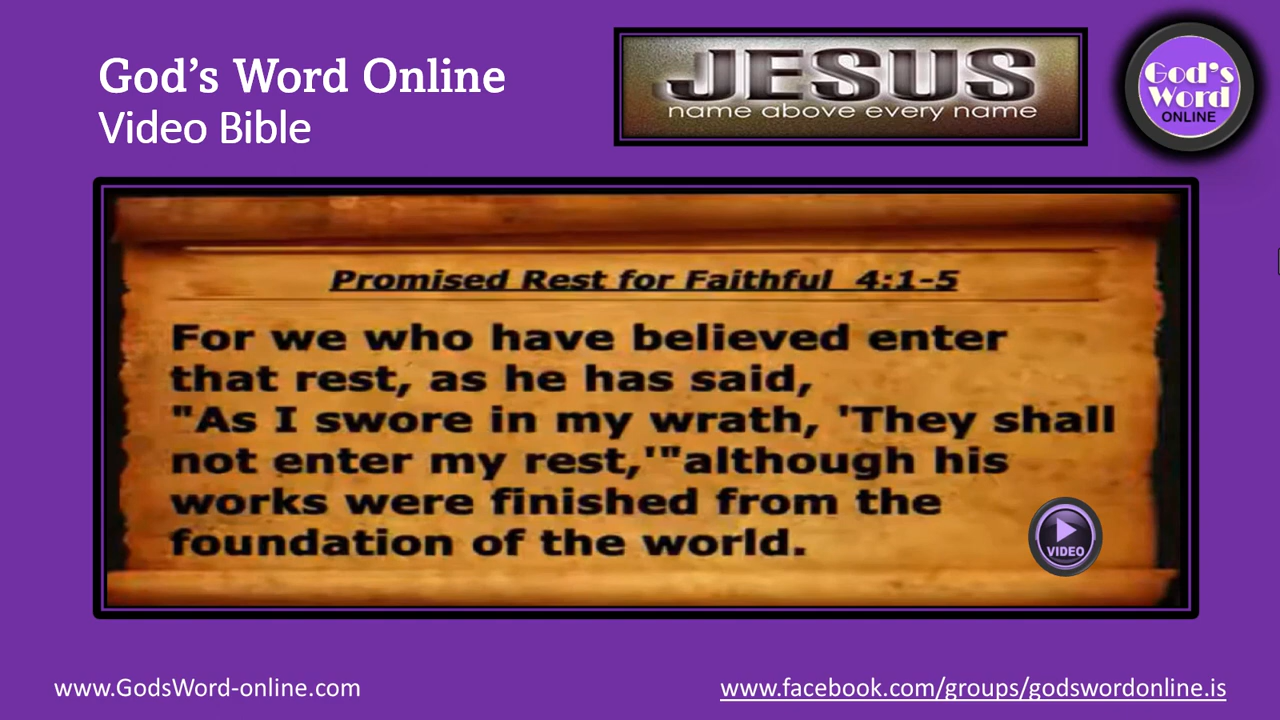 God's Word Online
Video Bible
JESUS
name above every name
God's
Word
ONLINE
Promised Rest for Faithful 4:1-5
For we who have believed enter
that rest, as he has said,
"As I swore in my wrath, 'They shall
not enter my rest,'"although his
works were finished from the
foundation of the world.
VIDEO
www.GodsWord-online.com
www.facebook.com/groups/godswordonline.is